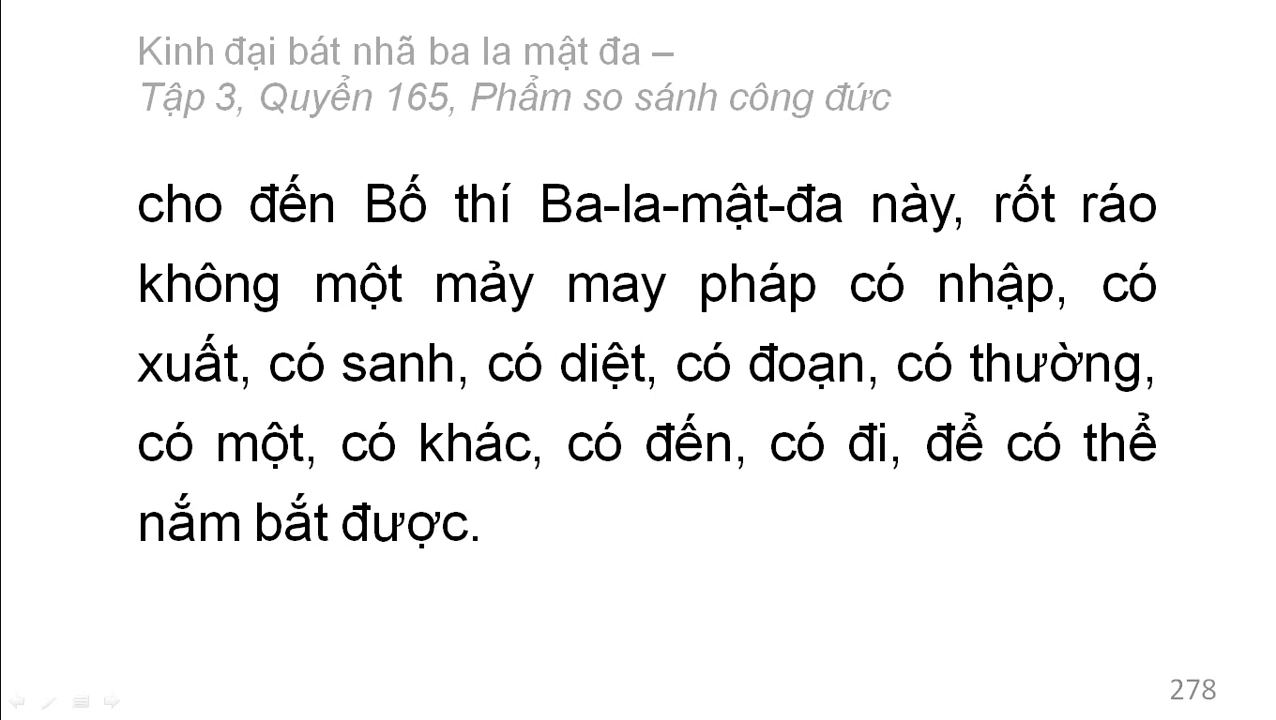 Kinh đại bát nhã ba la mật đa –
Tập 3, Quyển 165, Phẩm so sánh công đức
cho đến Bố thí Ba-la-mật-đa này, rốt ráo
không một mảy may pháp có nhập, có
xuất, có sanh, có diệt, có đoạn, có thường,
có một, có khác, có đến, có đi, để có thể
nắm bắt được.
278